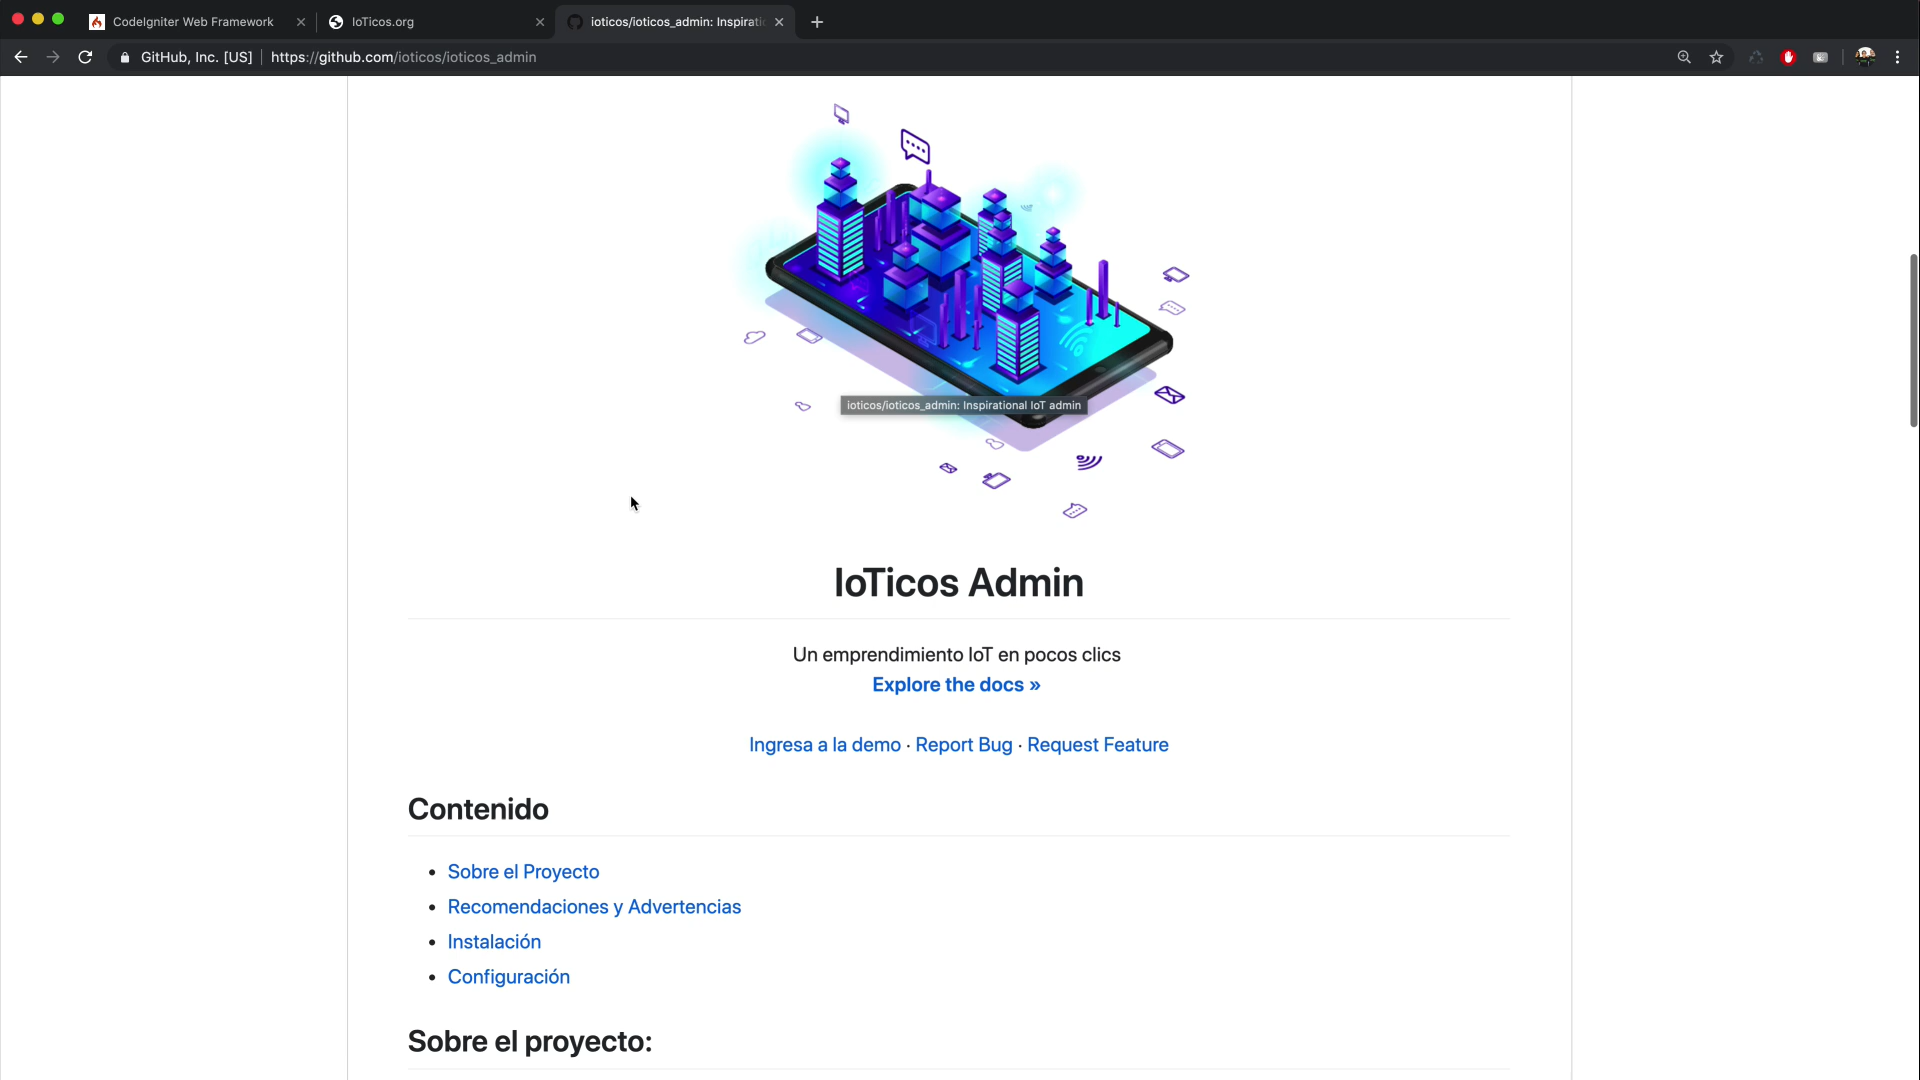 CodeIgniter Web Framework
IoTicos.org
ioticos/ioticos_admin: Inspirati
GitHub, Inc. [US]
https://github.com/ioticos/ioticos_admin
ioticos/ioticos_admin: Inspirational IoT admin
IoTicos Admin
Un emprendimiento IoT en pocos clics
Explore the docs »
Ingresa a la demo · Report Bug · Request Feature
Contenido
Sobre el Proyecto
Recomendaciones y Advertencias
Instalación
Configuración
Sobre el proyecto: